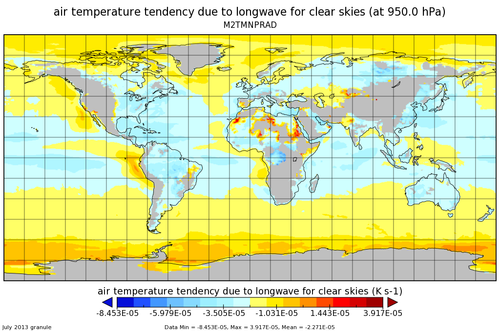 air temperature tendency due to longwave for clear skies (at 950.0 hPa)
M2TMNPRAD
air temperature tendency due to longwave for clear skies (K s-1)
-8.453E-05 -5.979E-05 -3.505E-05 -1.031E-05 1.443E-05 3.917E-05
July 2013 granule
Data Min = -8.453E-05, Max = 3.917E-05, Mean = -2.271E-05